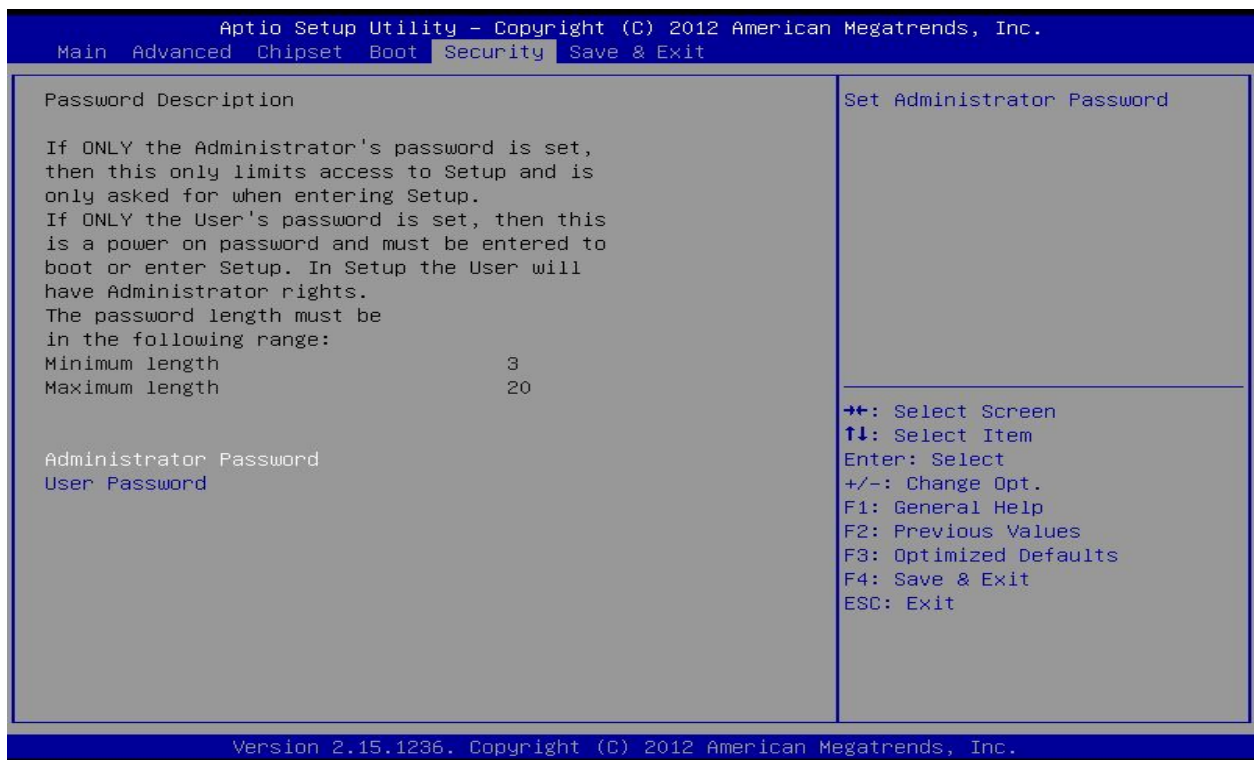 Aptio Setup Utility – Copyright (C) 2012 American Megatrends, Inc.
Main Advanced Chipset Boot Security Save & Exit
Password Description
If ONLY the Administrator's password is set,
then this only limits access to Setup and is
only asked for when entering Setup.
If ONLY the User's password is set, then this
is a power on password and must be entered to
boot or enter Setup. In Setup the User will
have Administrator rights.
The password length must be
in the following range:
Minimum length 3
Maximum length 20
Administrator Password
User Password
Set Administrator Password
→←: Select Screen
↑↓: Select Item
Enter: Select
+/-: Change Opt.
F1: General Help
F2: Previous Values
F3: Optimized Defaults
F4: Save & Exit
ESC: Exit
Version 2.15.1236. Copyright (C) 2012 American Megatrends, Inc.